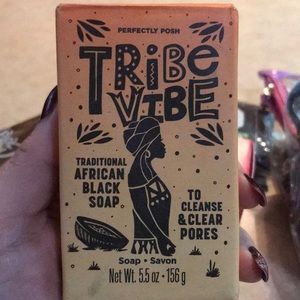 PERFECTLY POSH
TRIBE
VIBE
TRADITIONAL
AFRICAN
BLACK
SOAP
TO
CLEANSE
& CLEAR
PORES
Soap • Savon
Net Wt. 5.5 oz • 156 g